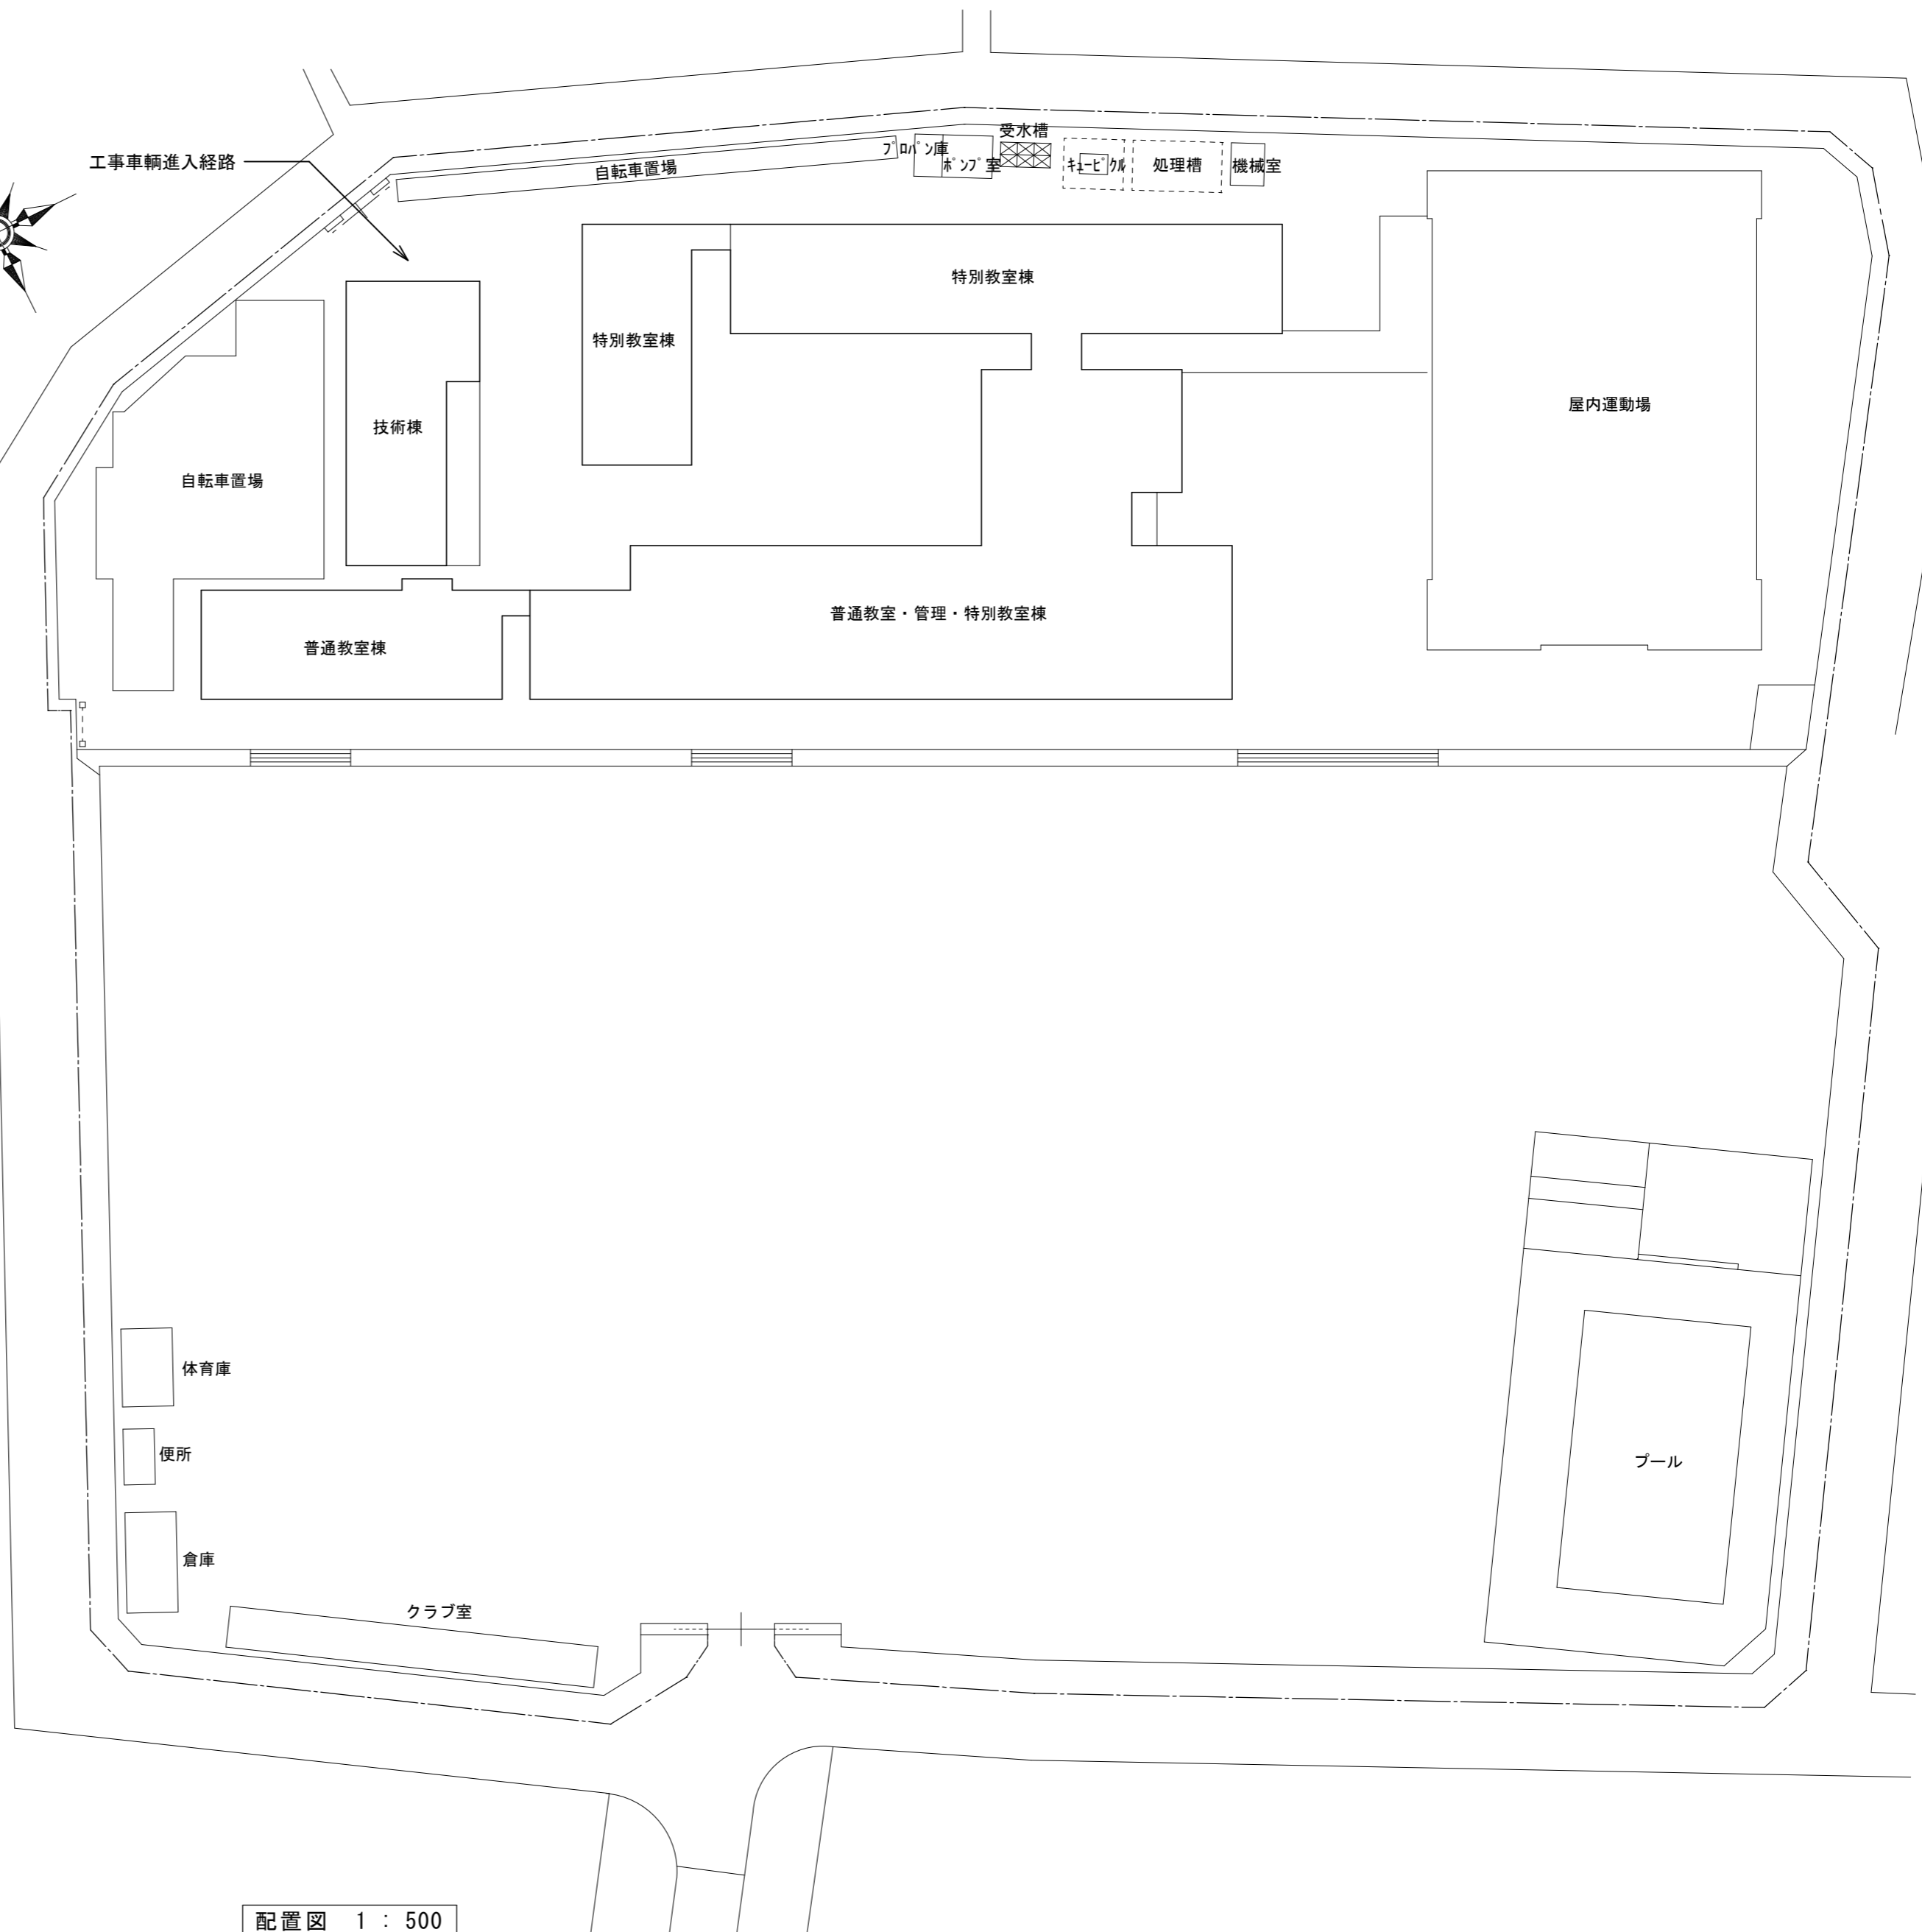 受水槽
工事車輌進入経路
プロパン庫
ポンプ室
キュービクル
処理槽
機械室
自転車置場
特別教室棟
特別教室棟
屋内運動場
技術棟
自転車置場
普通教室・管理・特別教室棟
普通教室棟
体育庫
便所
プール
倉庫
クラブ室
配置図 1 : 500